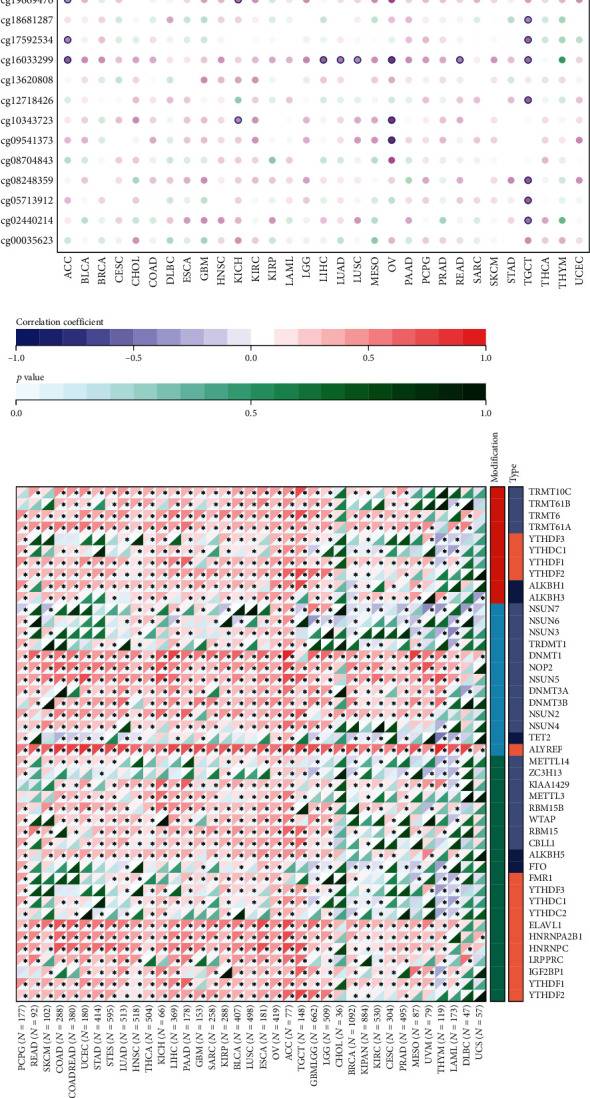 cg19669476
cg18681287
cg17592534
cg16033299
cg13620808
cg12718426
cg10343723
cg09541373
cg08704843
cg08248359
cg05713912
cg02440214
cg00035623
ACC
BLCA
BRCA
CESC
CHOL
COAD
DLBC
ESCA
GBM
HNSC
KICH
KIRC
KIRP
LAML
LGG
LIHC
LUAD
LUSC
MESO
OV
PAAD
PCPG
PRAD
READ
SARC
SKCM
STAD
TGCT
THCA
THYM
UCEC
Correlation coefficient
−1.0 −0.5 0.0 0.5 1.0
p value
0.0 0.5 1.0
Modification
Type
TRMT10C
TRMT61B
TRMT6
TRMT61A
YTHDF3
YTHDC1
YTHDF1
YTHDF2
ALKBH1
ALKBH3
NSUN7
NSUN6
NSUN3
TRDMT1
DNMT1
NOP2
NSUN5
DNMT3A
DNMT3B
NSUN2
NSUN4
TET2
ALYREF
METTL14
ZC3H13
KIAA1429
METTL3
RBM15B
WTAP
RBM15
CBLL1
ALKBH5
FTO
FMR1
YTHDF3
YTHDC1
YTHDC2
ELAVL1
HNRNPA2B1
HNRNPC
LRPPRC
IGF2BP1
YTHDF1
YTHDF2
PCPG (N = 177)
READ (N = 92)
SKCM (N = 102)
COAD (N = 288)
COADREAD (N = 380)
UCEC (N = 180)
STAD (N = 414)
STES (N = 595)
LUAD (N = 513)
HNSC (N = 518)
THCA (N = 504)
KICH (N = 66)
LIHC (N = 369)
PAAD (N = 178)
GBM (N = 153)
SARC (N = 258)
KIRP (N = 288)
BLCA (N = 407)
LUSC (N = 498)
ESCA (N = 181)
OV (N = 419)
ACC (N = 77)
TGCT (N = 148)
GBMLGG (N = 662)
LGG (N = 509)
CHOL (N = 36)
BRCA (N = 1092)
KIPAN (N = 884)
KIRC (N = 530)
CESC (N = 304)
PRAD (N = 495)
MESO (N = 87)
UVM (N = 79)
THYM (N = 119)
LAML (N = 173)
DLBC (N = 47)
UCS (N = 57)